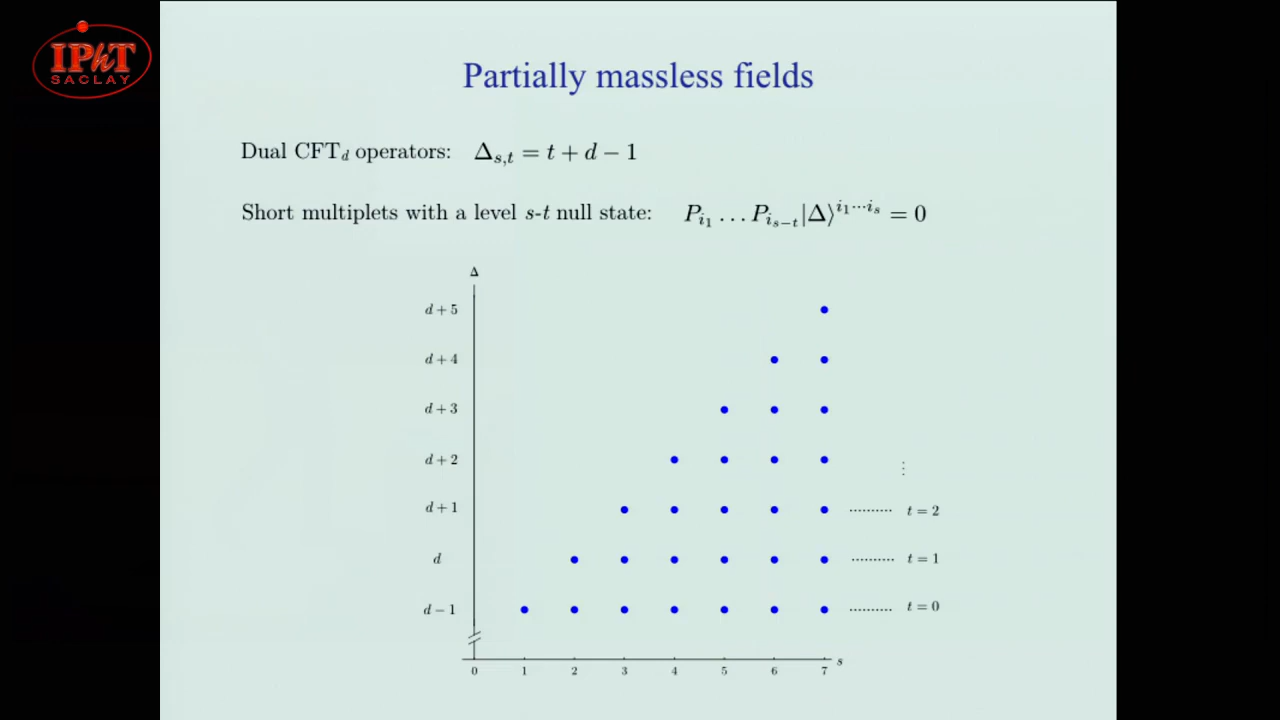 IPhT
SACLAY
Partially massless fields
Dual CFT_d operators: Δ_{s,t} = t + d − 1
Short multiplets with a level s-t null state: P_{i_1} … P_{i_{s−t}}|Δ⟩^{i_1⋯i_s} = 0
Δ
d + 5
d + 4
d + 3
d + 2
⋮
d + 1
t = 2
d
t = 1
d − 1
t = 0
s
0 1 2 3 4 5 6 7